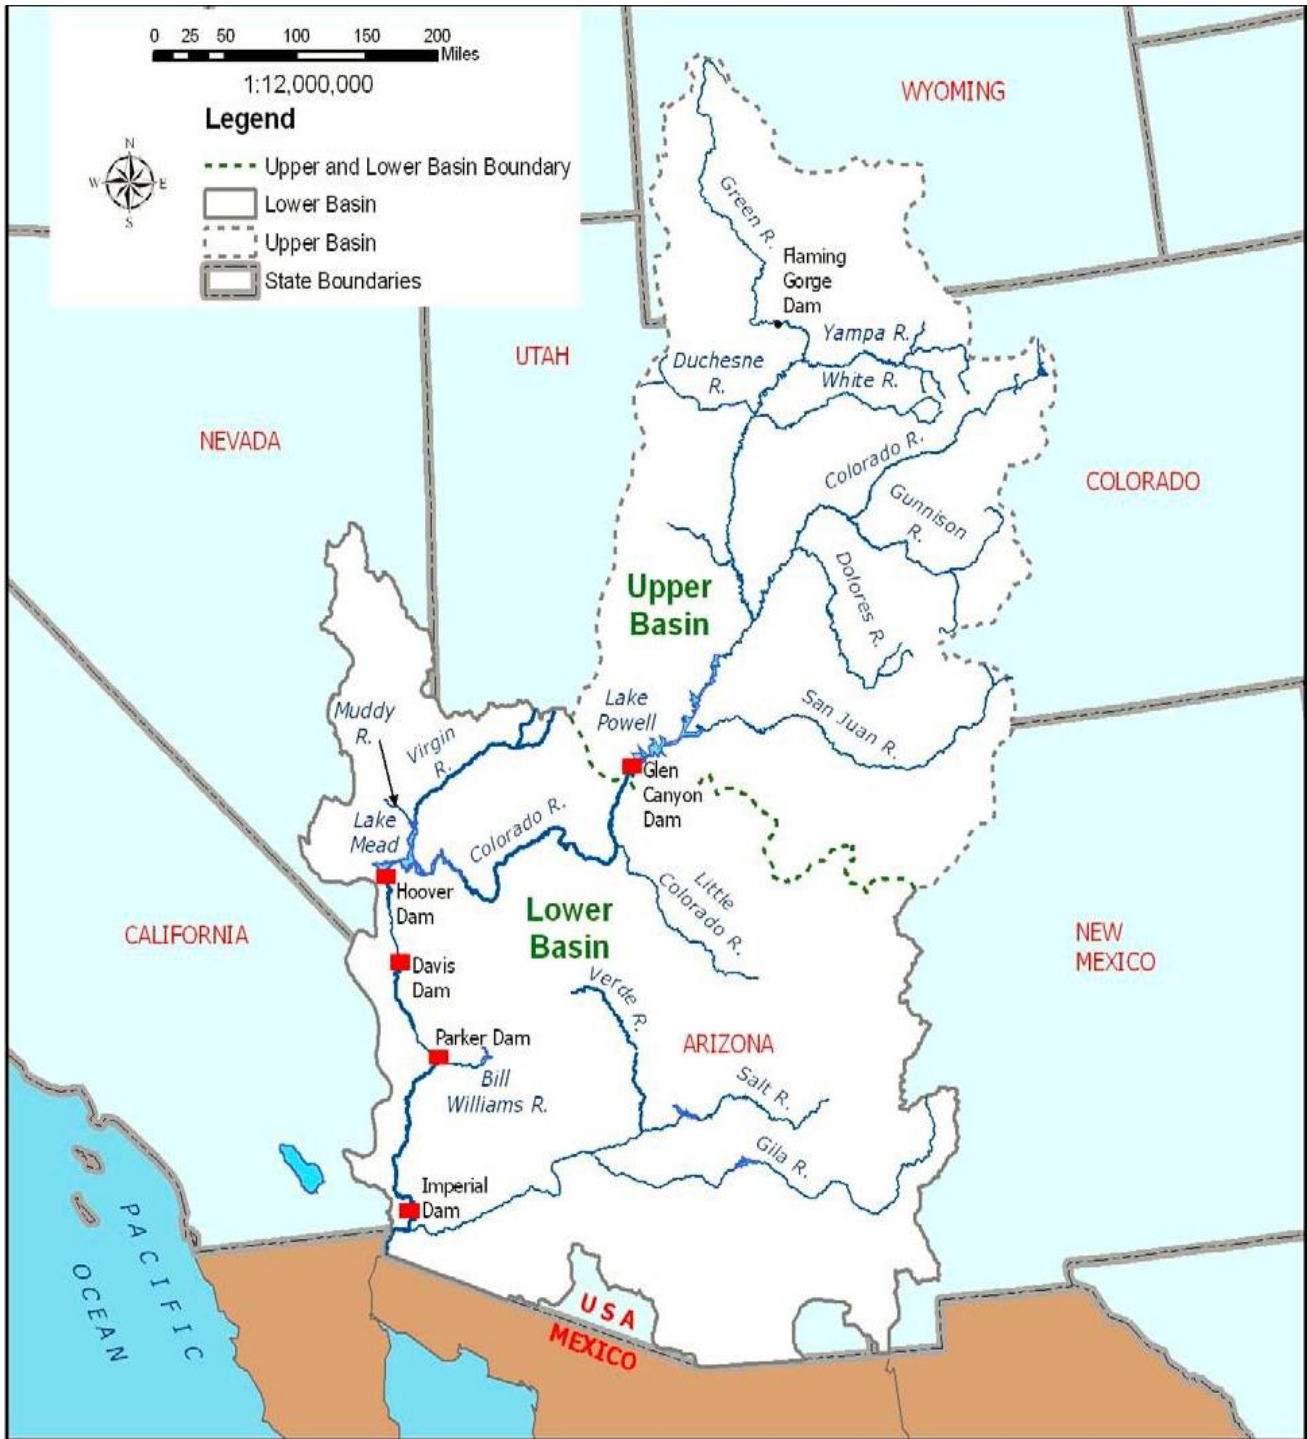 0 25 50 100 150 200
Miles
1:12,000,000
Legend
Upper and Lower Basin Boundary
Lower Basin
Upper Basin
State Boundaries
N
W E
S
WYOMING
Green R.
Flaming
Gorge
Dam
Yampa R.
UTAH
Duchesne
R.
White R.
NEVADA
Colorado R.
COLORADO
Gunnison
R.
Dolores R.
Upper
Basin
Lake
Powell
San Juan R.
Muddy
R.
Virgin
R.
Glen
Canyon
Dam
Lake
Mead
Colorado R.
Hoover
Dam
Little
Colorado R.
Lower
Basin
CALIFORNIA
NEW
MEXICO
Davis
Dam
Verde R.
Parker Dam
ARIZONA
Bill
Williams R.
Salt R.
Gila R.
Imperial
Dam
PACIFIC
OCEAN
USA
MEXICO